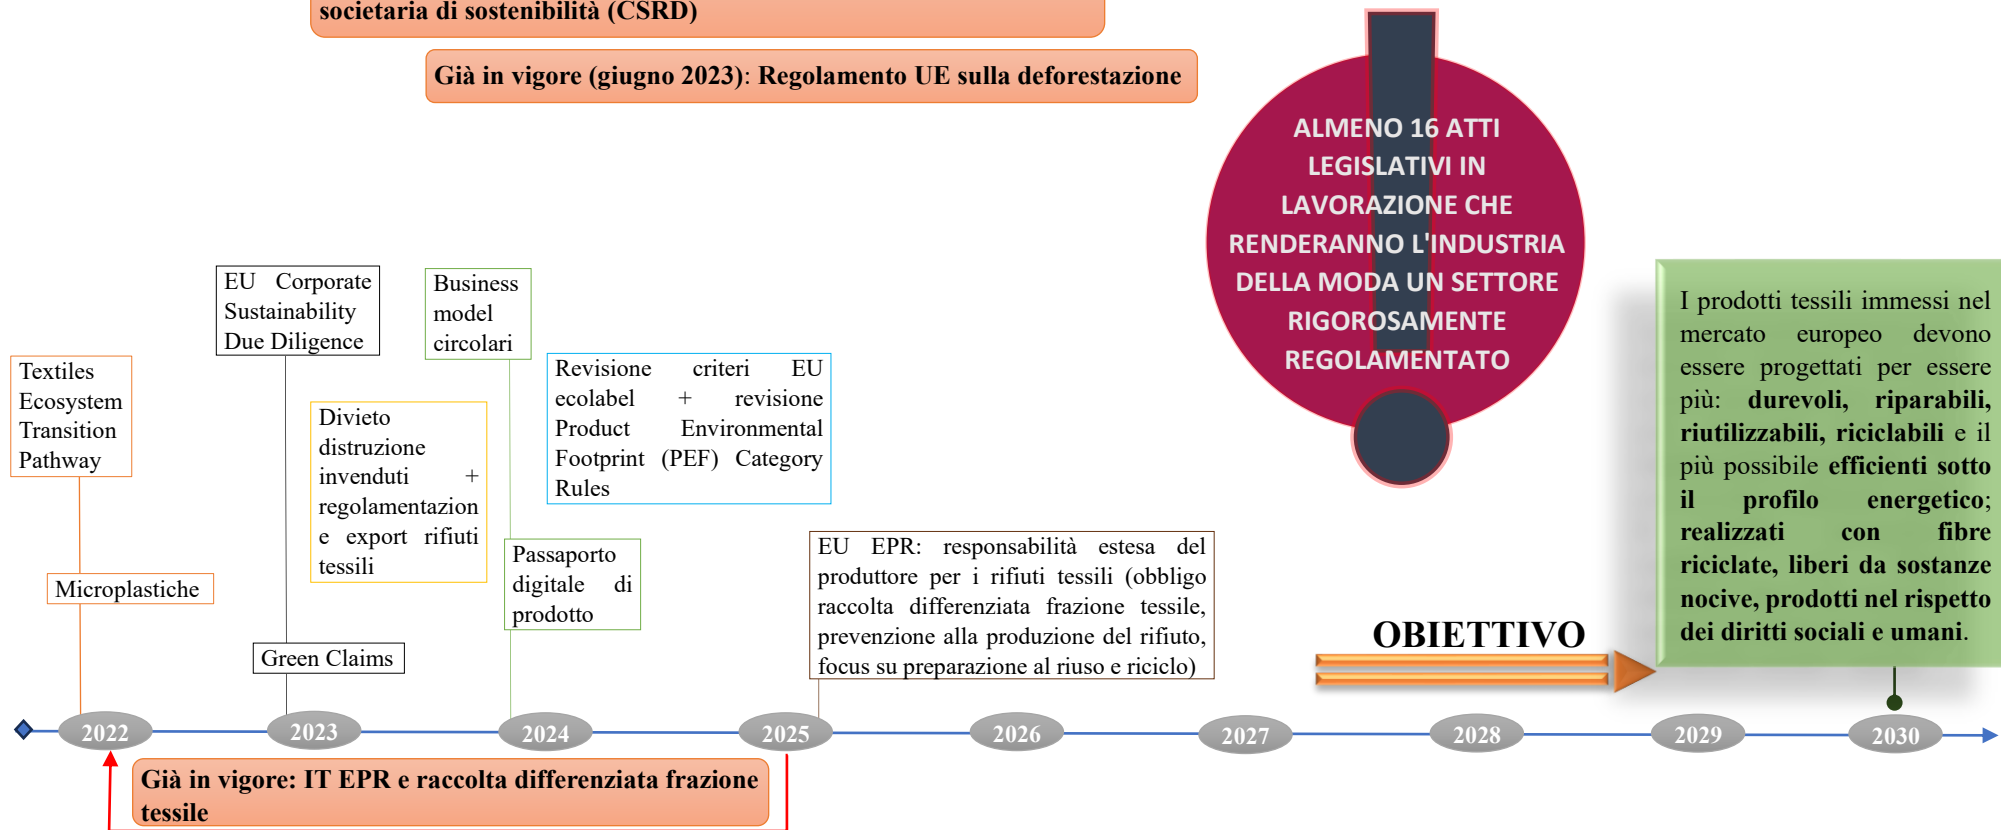 societaria di sostenibilità (CSRD)
Già in vigore (giugno 2023): Regolamento UE sulla deforestazione
ALMENO 16 ATTI
LEGISLATIVI IN
LAVORAZIONE CHE
RENDERANNO L'INDUSTRIA
DELLA MODA UN SETTORE
RIGOROSAMENTE
REGOLAMENTATO
Textiles
Ecosystem
Transition
Pathway
Microplastiche
EU Corporate
Sustainability
Due Diligence
Divieto
distruzione
invenduti +
regolamentazion
e export rifiuti
tessili
Green Claims
Business
model
circolari
Revisione criteri EU
ecolabel + revisione
Product Environmental
Footprint (PEF) Category
Rules
Passaporto
digitale di
prodotto
EU EPR: responsabilità estesa del
produttore per i rifiuti tessili (obbligo
raccolta differenziata frazione tessile,
prevenzione alla produzione del rifiuto,
focus su preparazione al riuso e riciclo)
OBIETTIVO
I prodotti tessili immessi nel
mercato europeo devono
essere progettati per essere
più: durevoli, riparabili,
riutilizzabili, riciclabili e il
più possibile efficienti sotto
il profilo energetico;
realizzati con fibre
riciclate, liberi da sostanze
nocive, prodotti nel rispetto
dei diritti sociali e umani.
2022
2023
2024
2025
2026
2027
2028
2029
2030
Già in vigore: IT EPR e raccolta differenziata frazione
tessile